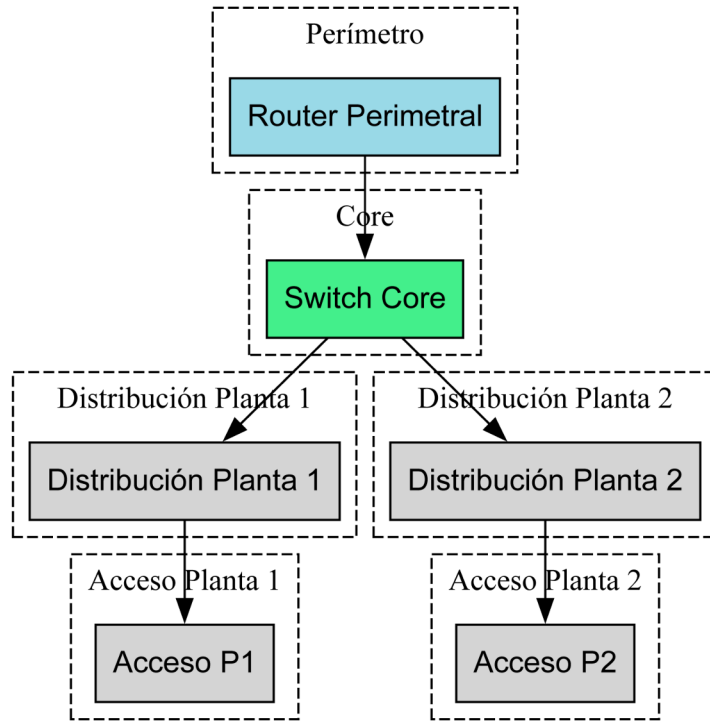 Perímetro
Router Perimetral
Core
Switch Core
Distribución Planta 1
Distribución Planta 2
Distribución Planta 1
Distribución Planta 2
Acceso Planta 1
Acceso Planta 2
Acceso P1
Acceso P2